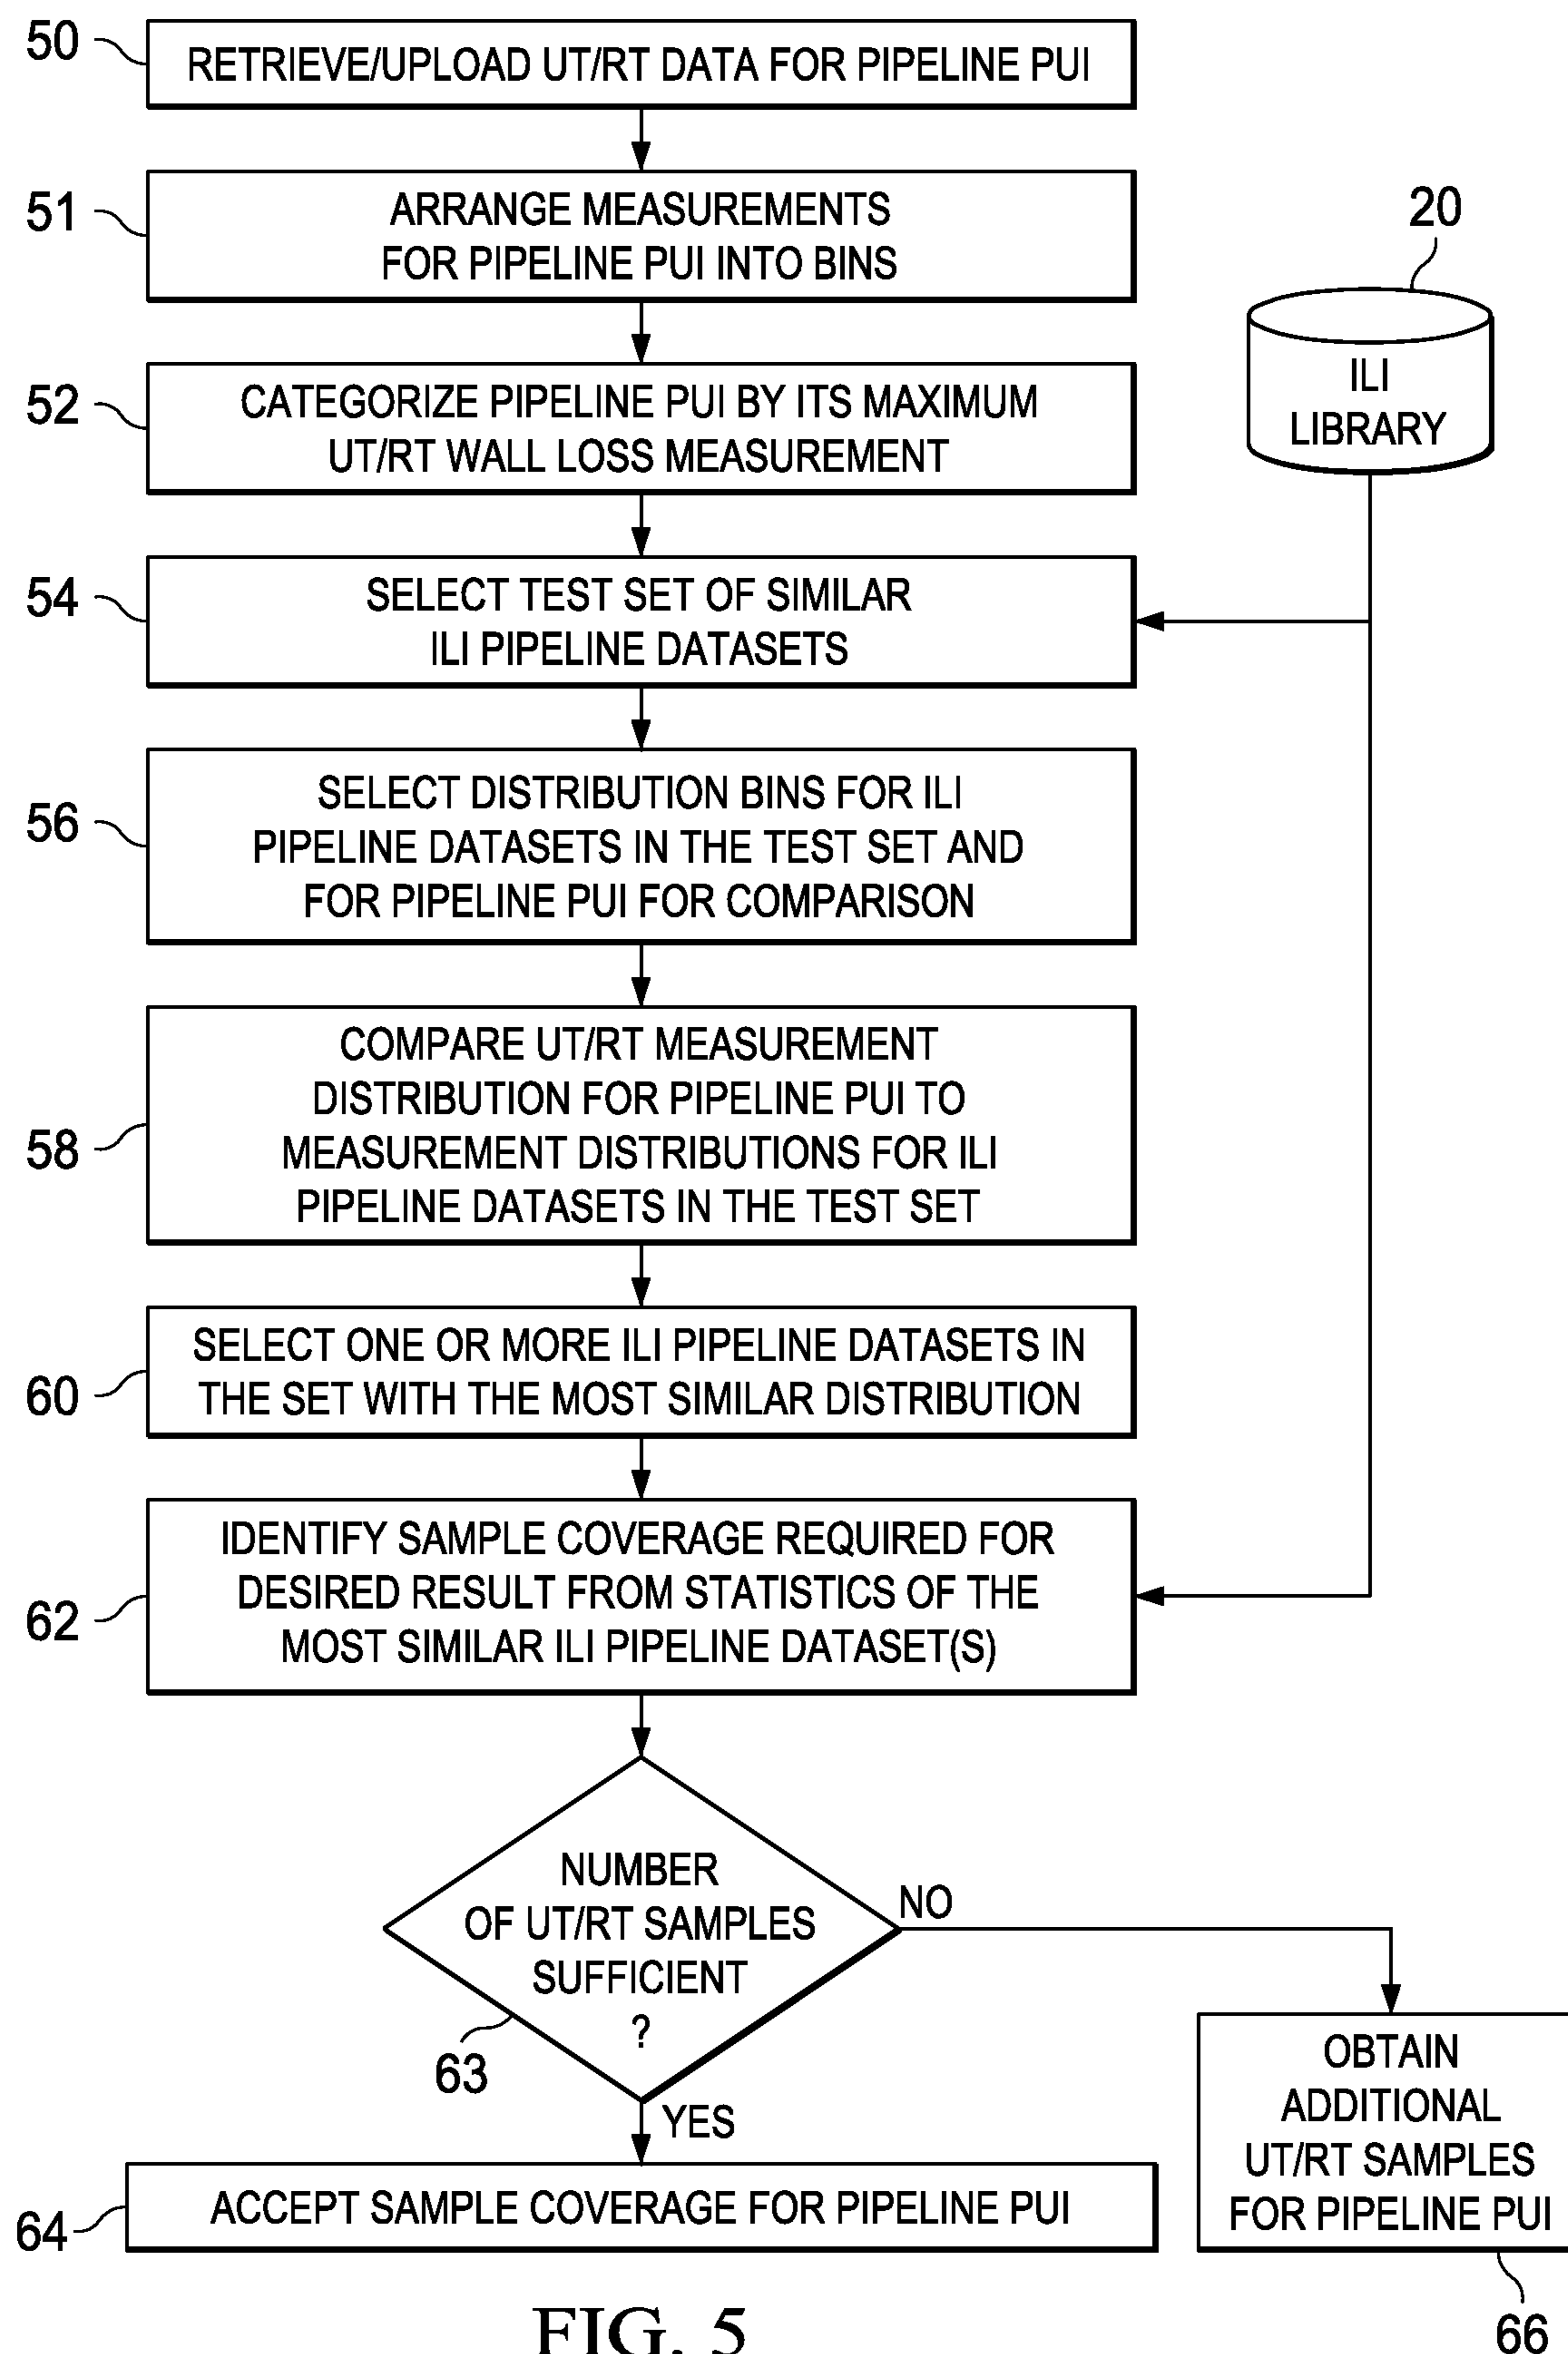 50
RETRIEVE/UPLOAD UT/RT DATA FOR PIPELINE PUI
51
ARRANGE MEASUREMENTS
FOR PIPELINE PUI INTO BINS
20
ILI
LIBRARY
52
CATEGORIZE PIPELINE PUI BY ITS MAXIMUM
UT/RT WALL LOSS MEASUREMENT
54
SELECT TEST SET OF SIMILAR
ILI PIPELINE DATASETS
56
SELECT DISTRIBUTION BINS FOR ILI
PIPELINE DATASETS IN THE TEST SET AND
FOR PIPELINE PUI FOR COMPARISON
58
COMPARE UT/RT MEASUREMENT
DISTRIBUTION FOR PIPELINE PUI TO
MEASUREMENT DISTRIBUTIONS FOR ILI
PIPELINE DATASETS IN THE TEST SET
60
SELECT ONE OR MORE ILI PIPELINE DATASETS IN
THE SET WITH THE MOST SIMILAR DISTRIBUTION
62
IDENTIFY SAMPLE COVERAGE REQUIRED FOR
DESIRED RESULT FROM STATISTICS OF THE
MOST SIMILAR ILI PIPELINE DATASET(S)
NUMBER
OF UT/RT SAMPLES
SUFFICIENT
?
63
NO
YES
64
ACCEPT SAMPLE COVERAGE FOR PIPELINE PUI
OBTAIN
ADDITIONAL
UT/RT SAMPLES
FOR PIPELINE PUI
66
FIG. 5